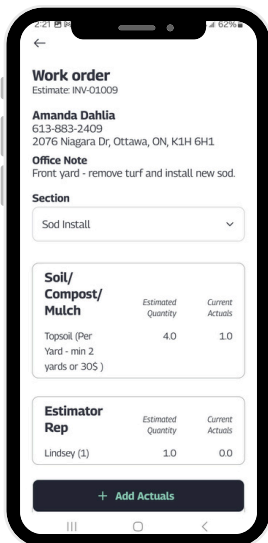 2:21
62%
Work order
Estimate: INV-01009
Amanda Dahlia
613-883-2409
2076 Niagara Dr, Ottawa, ON, K1H 6H1
Office Note
Front yard - remove turf and install new sod.
Section
Sod Install
Soil/
Compost/
Mulch
Estimated
Quantity
Current
Actuals
Topsoil (Per
Yard - min 2
yards or 30$ )
4.0
1.0
Estimator
Rep
Estimated
Quantity
Current
Actuals
Lindsey (1)
1.0
0.0
+ Add Actuals